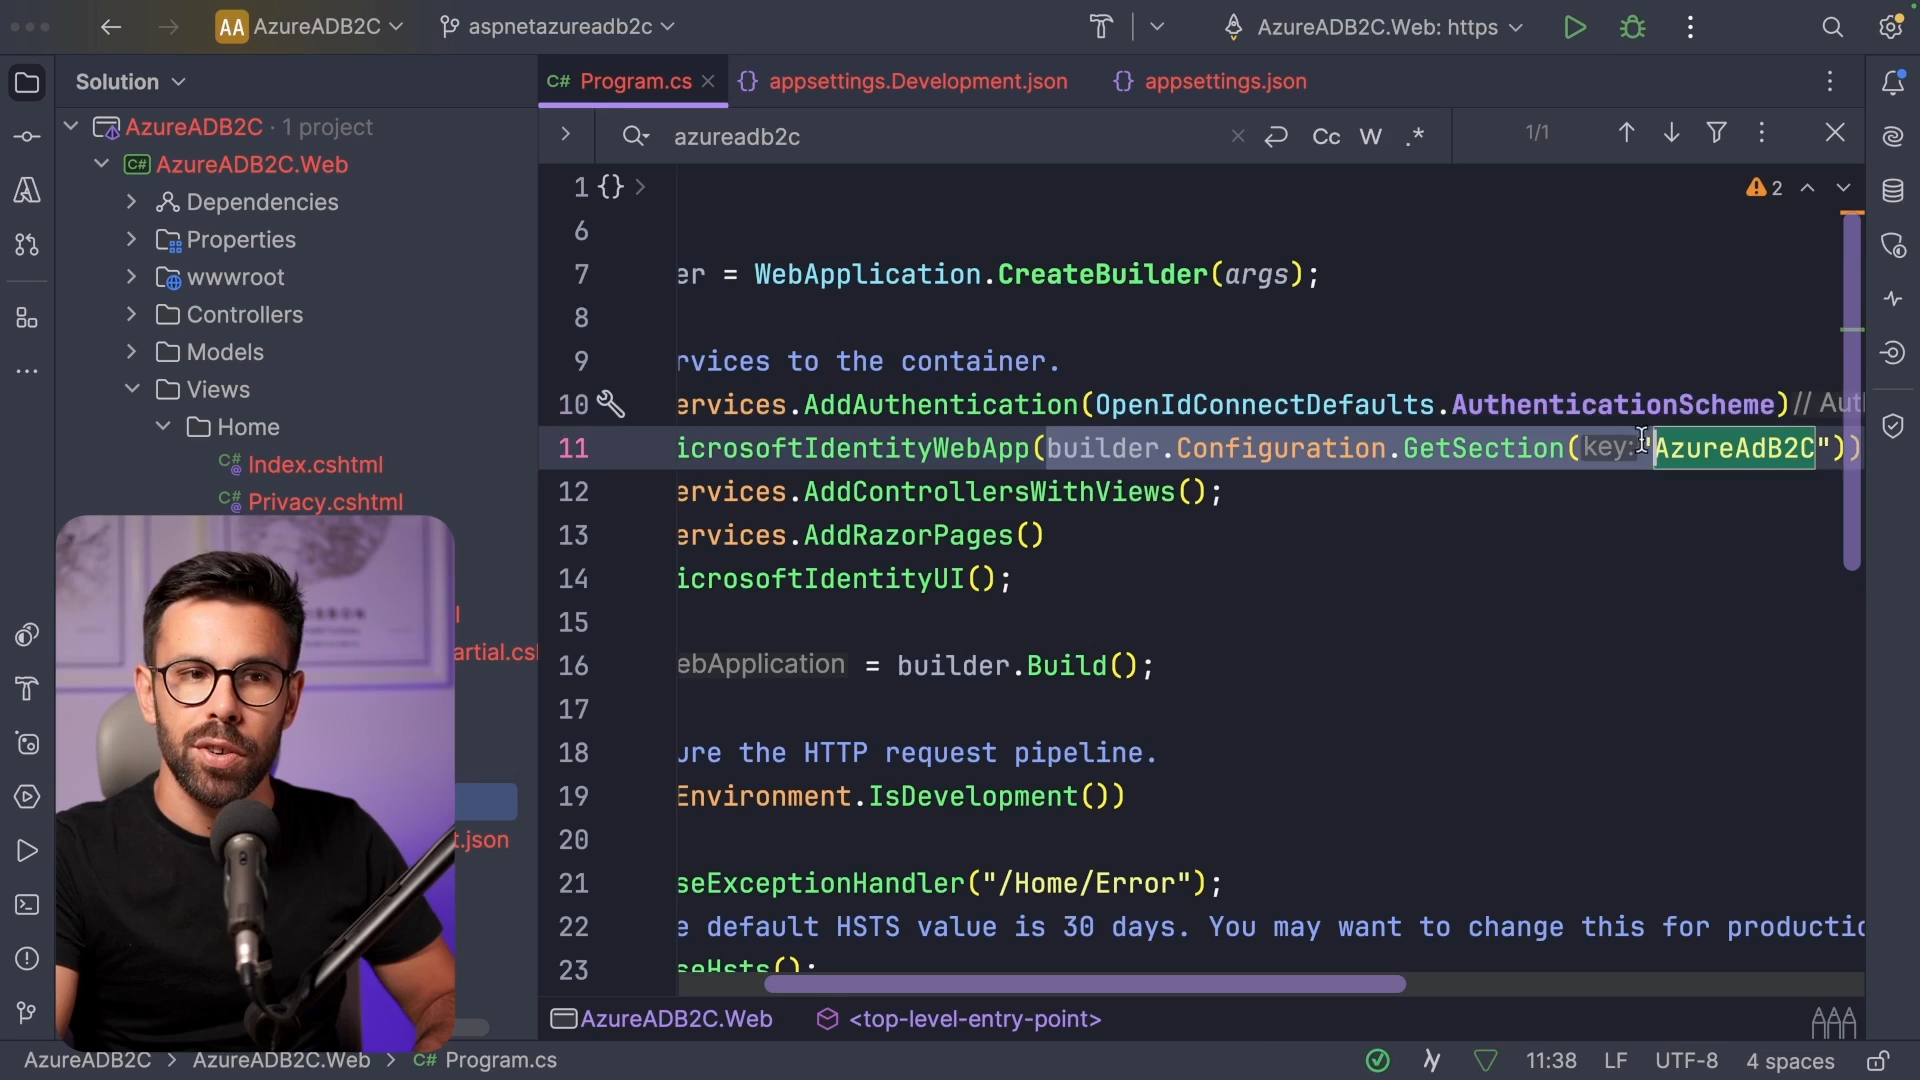 AA AzureADB2C
aspnetazureadb2c
AzureADB2C.Web: https
Solution
AzureADB2C · 1 project
C# AzureADB2C.Web
Dependencies
Properties
wwwroot
Controllers
Models
Views
Home
C# Index.cshtml
C# Privacy.cshtml
artial.csh
t.json
C# Program.cs
{} appsettings.Development.json
{} appsettings.json
azureadb2c
Cc W .*
1/1
1 {}
2
6
7 er = WebApplication.CreateBuilder(args);
8
9 rvices to the container.
10 ervices.AddAuthentication(OpenIdConnectDefaults.AuthenticationScheme)// Aut
11 icrosoftIdentityWebApp(builder.Configuration.GetSection(key: "AzureAdB2C"))
12 ervices.AddControllersWithViews();
13 ervices.AddRazorPages()
14 icrosoftIdentityUI();
15
16 ebApplication = builder.Build();
17
18 ure the HTTP request pipeline.
19 Environment.IsDevelopment())
20
21 seExceptionHandler("/Home/Error");
22 e default HSTS value is 30 days. You may want to change this for productio
23 seHsts();
AzureADB2C.Web
<top-level-entry-point>
AzureADB2C > AzureADB2C.Web > C# Program.cs
11:38 LF UTF-8 4 spaces